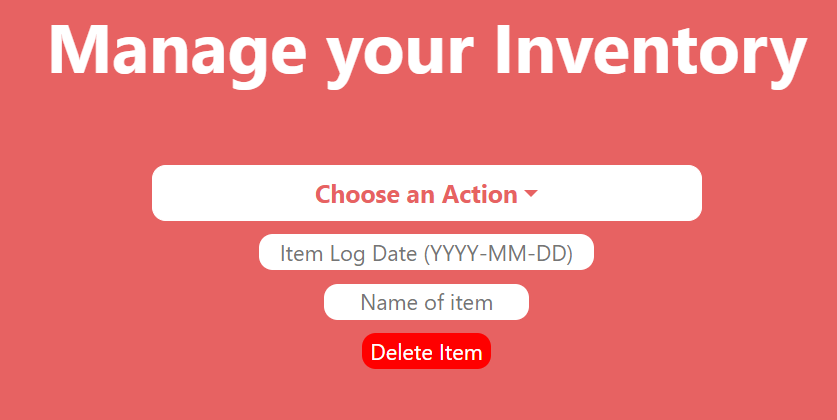 Manage your Inventory
Choose an Action
Item Log Date (YYYY-MM-DD)
Name of item
Delete Item